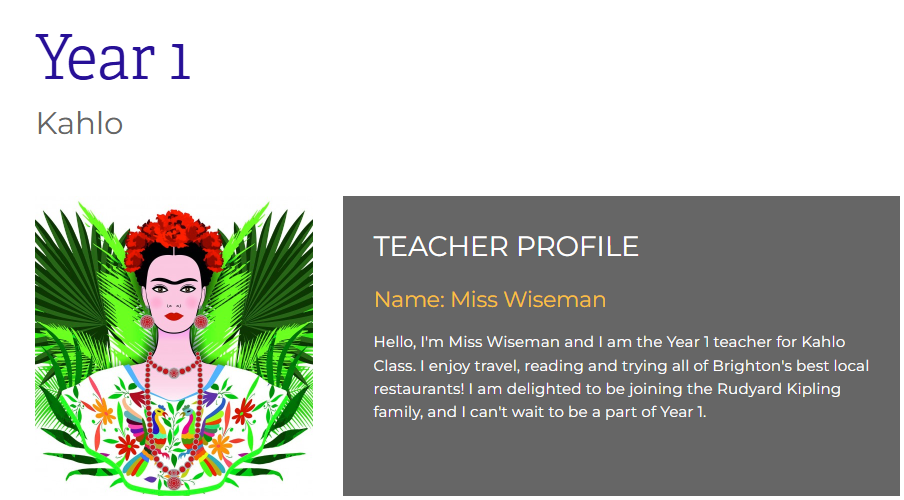 Year 1
Kahlo
TEACHER PROFILE
Name: Miss Wiseman
Hello, I'm Miss Wiseman and I am the Year 1 teacher for Kahlo
Class. I enjoy travel, reading and trying all of Brighton's best local
restaurants! I am delighted to be joining the Rudyard Kipling
family, and I can't wait to be a part of Year 1.